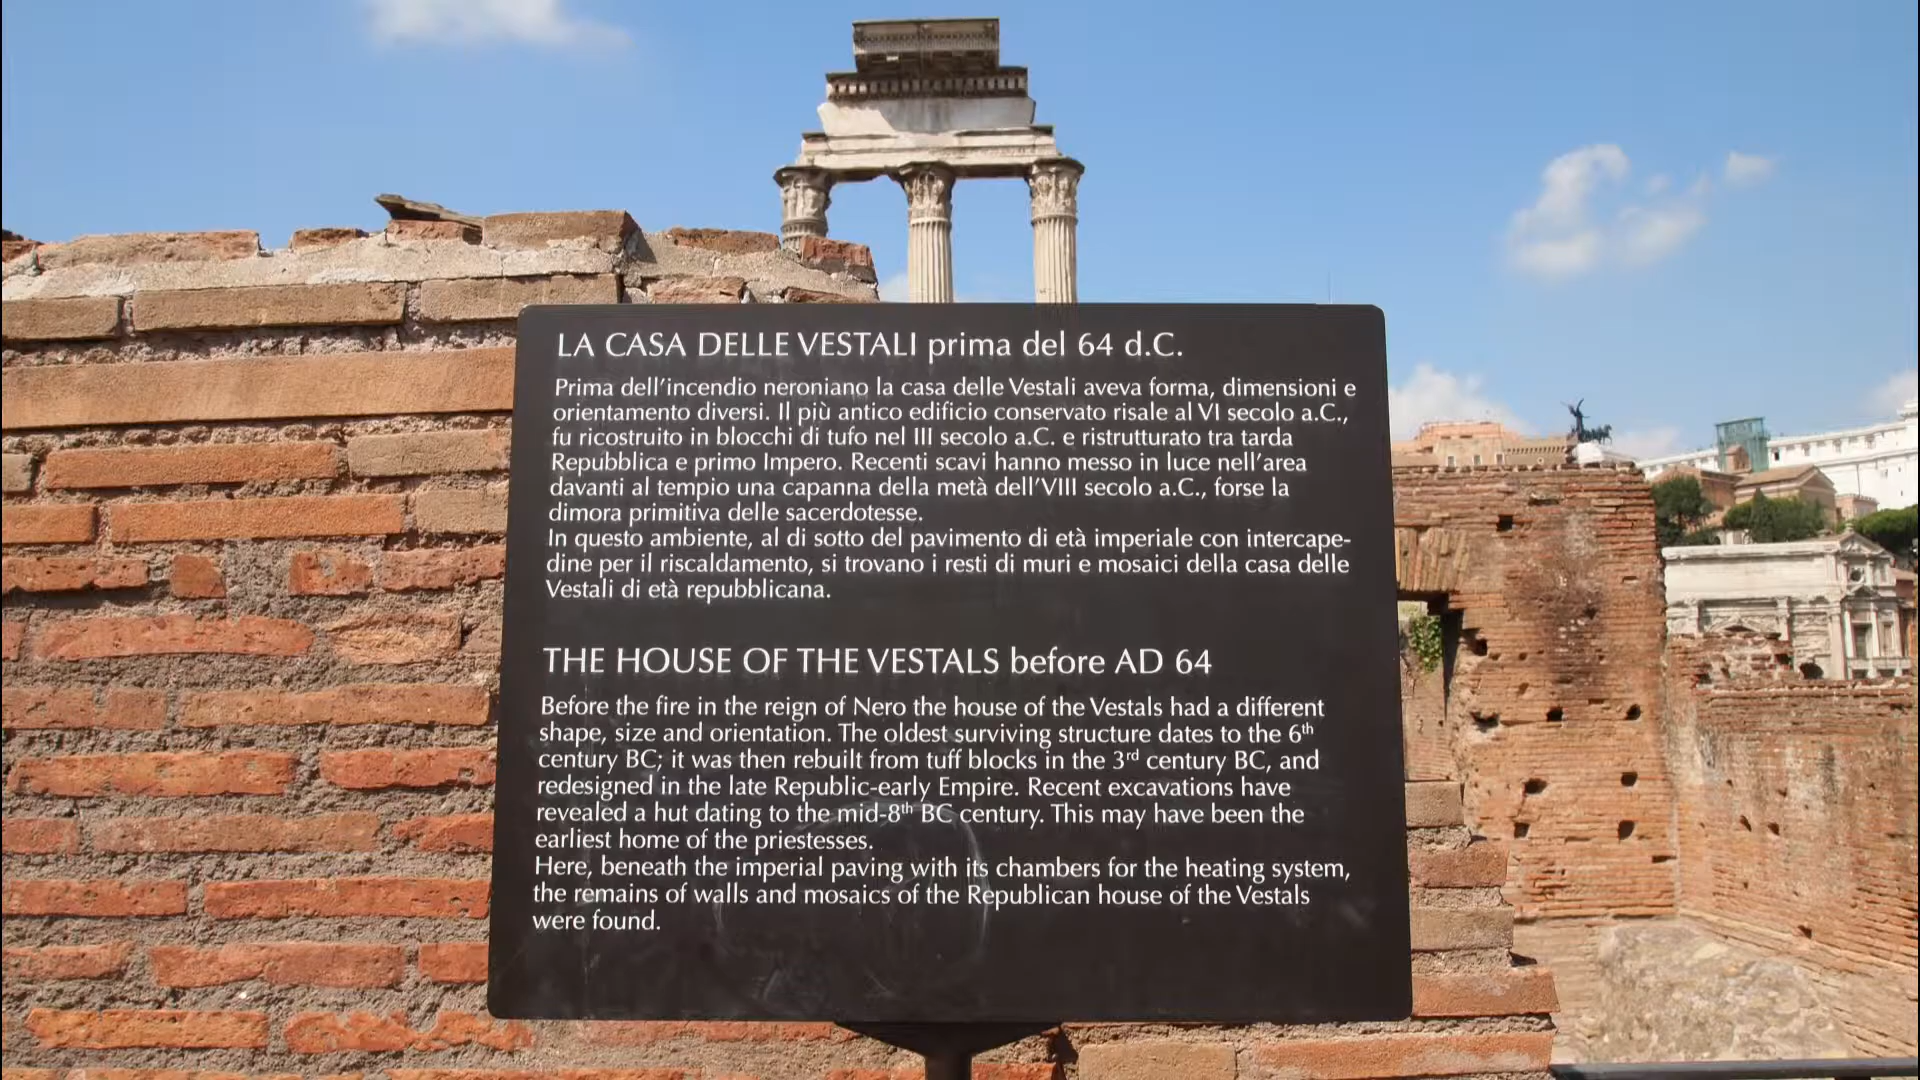 LA CASA DELLE VESTALI prima del 64 d.C.
Prima dell'incendio neroniano la casa delle Vestali aveva forma, dimensioni e
orientamento diversi. Il più antico edificio conservato risale al VI secolo a.C.,
fu ricostruito in blocchi di tufo nel III secolo a.C. e ristrutturato tra tarda
Repubblica e primo Impero. Recenti scavi hanno messo in luce nell'area
davanti al tempio una capanna della metà dell'VIII secolo a.C., forse la
dimora primitiva delle sacerdotesse.
In questo ambiente, al di sotto del pavimento di età imperiale con intercape-
dine per il riscaldamento, si trovano i resti di muri e mosaici della casa delle
Vestali di età repubblicana.
THE HOUSE OF THE VESTALS before AD 64
Before the fire in the reign of Nero the house of the Vestals had a different
shape, size and orientation. The oldest surviving structure dates to the 6th
century BC; it was then rebuilt from tuff blocks in the 3rd century BC, and
redesigned in the late Republic-early Empire. Recent excavations have
revealed a hut dating to the mid-8th BC century. This may have been the
earliest home of the priestesses.
Here, beneath the imperial paving with its chambers for the heating system,
the remains of walls and mosaics of the Republican house of the Vestals
were found.